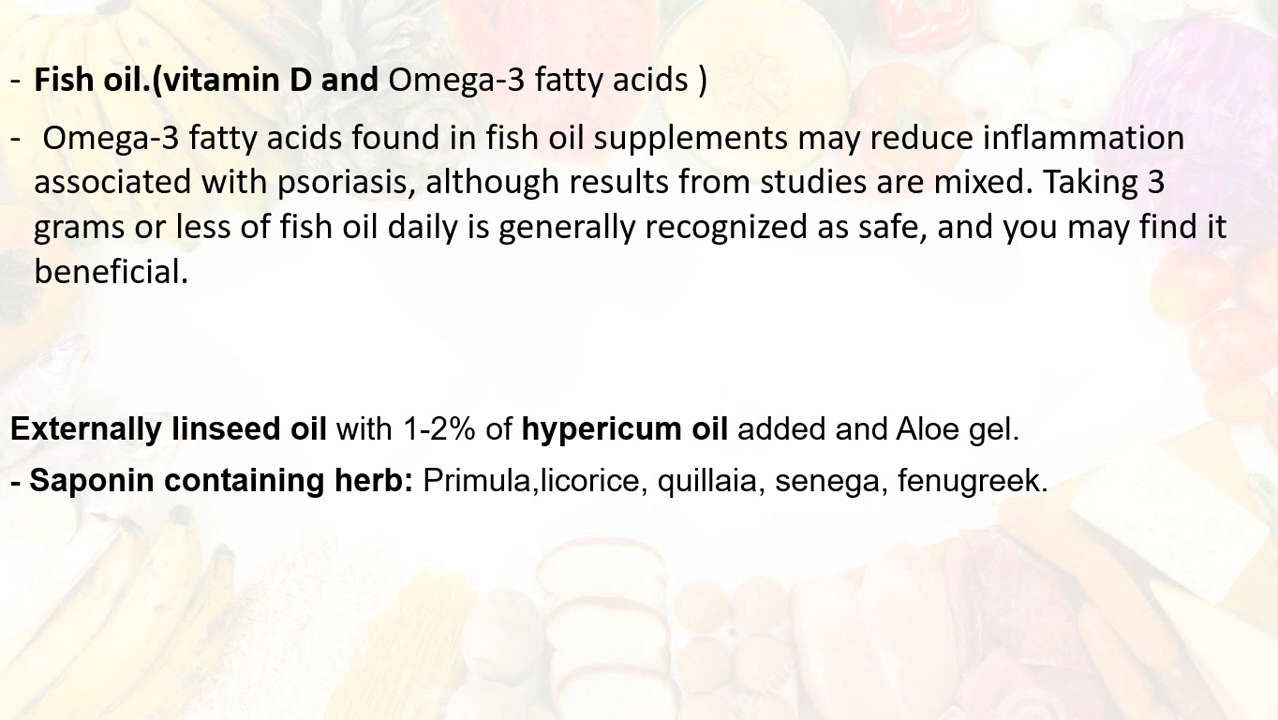 - Fish oil.(vitamin D and Omega-3 fatty acids )
- Omega-3 fatty acids found in fish oil supplements may reduce inflammation
associated with psoriasis, although results from studies are mixed. Taking 3
grams or less of fish oil daily is generally recognized as safe, and you may find it
beneficial.
Externally linseed oil with 1-2% of hypericum oil added and Aloe gel.
- Saponin containing herb: Primula,licorice, quillaia, senega, fenugreek.